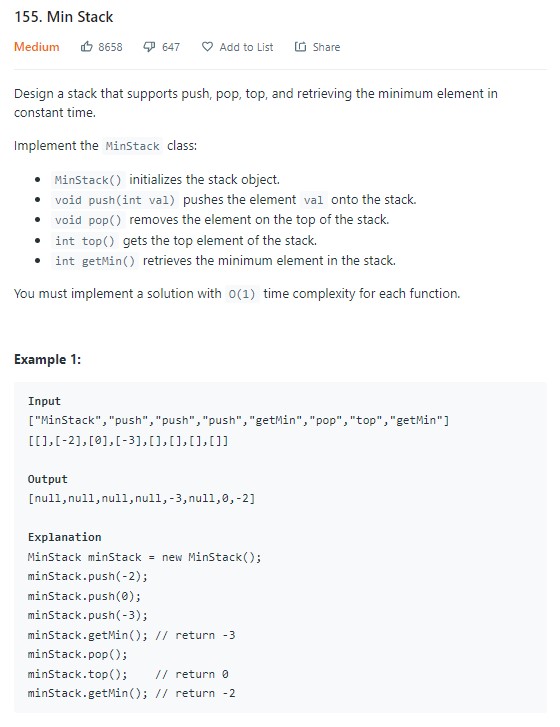 155. Min Stack
Medium 8658 647 Add to List Share
Design a stack that supports push, pop, top, and retrieving the minimum element in
constant time.
Implement the MinStack class:
• MinStack() initializes the stack object.
• void push(int val) pushes the element val onto the stack.
• void pop() removes the element on the top of the stack.
• int top() gets the top element of the stack.
• int getMin() retrieves the minimum element in the stack.
You must implement a solution with O(1) time complexity for each function.
Example 1:
Input
["MinStack","push","push","push","getMin","pop","top","getMin"]
[[],[-2],[0],[-3],[],[],[],[]]
Output
[null,null,null,null,-3,null,0,-2]
Explanation
MinStack minStack = new MinStack();
minStack.push(-2);
minStack.push(0);
minStack.push(-3);
minStack.getMin(); // return -3
minStack.pop();
minStack.top();    // return 0
minStack.getMin(); // return -2